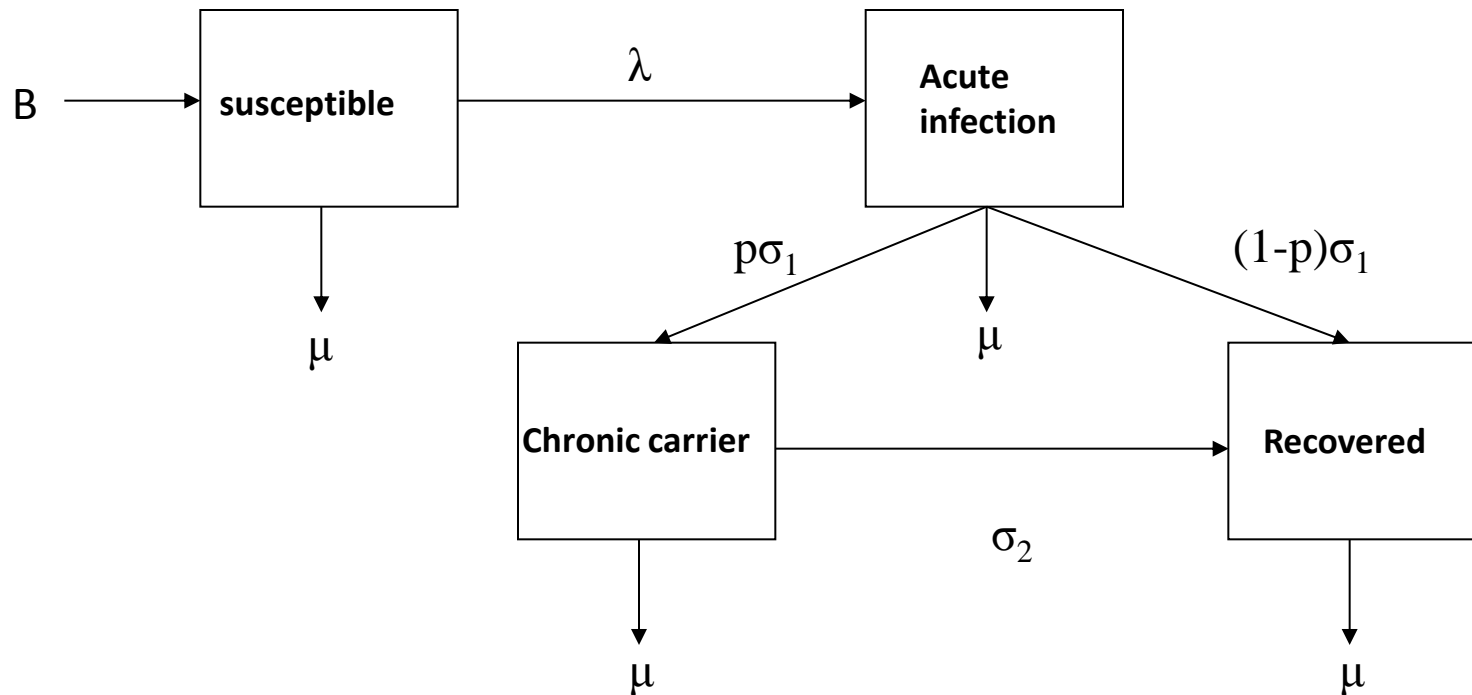 λ
B
susceptible
Acute
infection
pσ₁
(1-p)σ₁
μ
μ
Chronic carrier
Recovered
σ₂
μ
μ